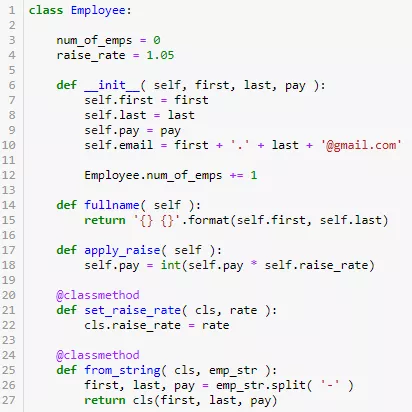 1 class Employee:
2
3     num_of_emps = 0
4     raise_rate = 1.05
5
6     def __init__( self, first, last, pay ):
7         self.first = first
8         self.last = last
9         self.pay = pay
10         self.email = first + '.' + last + '@gmail.com'
11
12         Employee.num_of_emps += 1
13
14     def fullname( self ):
15         return '{} {}'.format(self.first, self.last)
16
17     def apply_raise( self ):
18         self.pay = int(self.pay * self.raise_rate)
19
20     @classmethod
21     def set_raise_rate( cls, rate ):
22         cls.raise_rate = rate
23
24     @classmethod
25     def from_string( cls, emp_str ):
26         first, last, pay = emp_str.split( '-' )
27         return cls(first, last, pay)